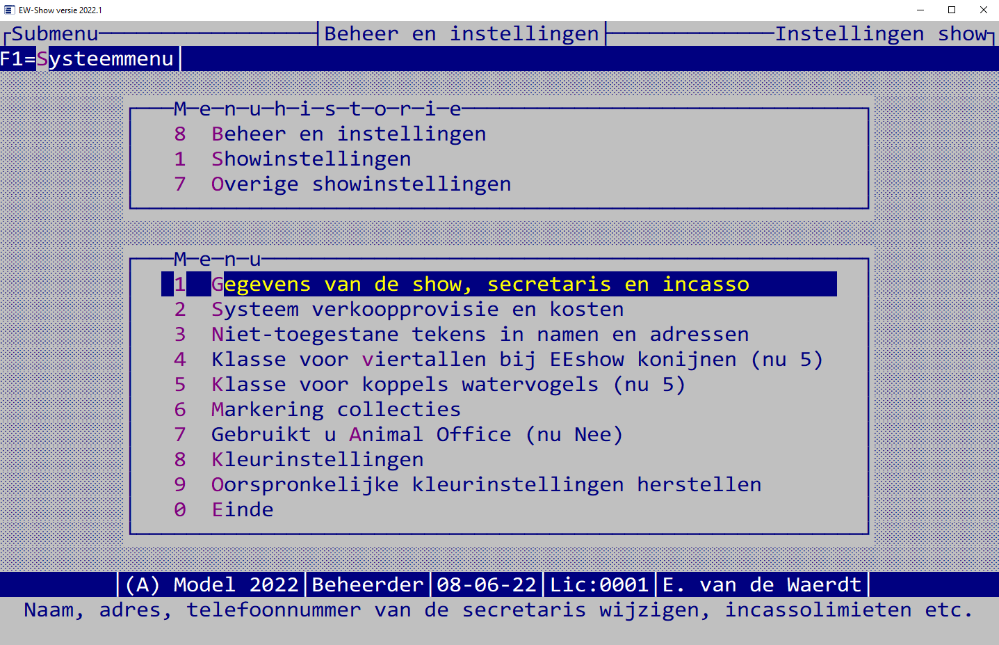 EW-Show versie 2022.1
Submenu Beheer en instellingen Instellingen show
F1=Systeemmenu
Menuhistorie
8 Beheer en instellingen
1 Showinstellingen
7 Overige showinstellingen
Menu
1 Gegevens van de show, secretaris en incasso
2 Systeem verkoopprovisie en kosten
3 Niet-toegestane tekens in namen en adressen
4 Klasse voor viertallen bij EEshow konijnen (nu 5)
5 Klasse voor koppels watervogels (nu 5)
6 Markering collecties
7 Gebruikt u Animal Office (nu Nee)
8 Kleurinstellingen
9 Oorspronkelijke kleurinstellingen herstellen
0 Einde
(A) Model 2022 Beheerder 08-06-22 Lic:0001 E. van de Waerdt
Naam, adres, telefoonnummer van de secretaris wijzigen, incassolimieten etc.